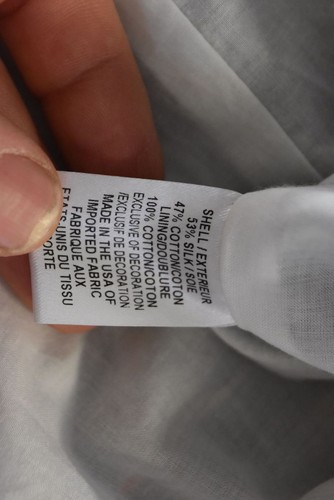 SHELL / EXTERIEUR
53% SILK / SOIE
47% COTTON/COTON
LINING/DOUBLURE
100% COTTON/COTON
EXCLUSIVE OF DECORATION
/EXCLUSIF DE DECORATION
MADE IN THE USA OF
IMPORTED FABRIC
FABRIQUE AUX
ETATS-UNIS DU TISSU